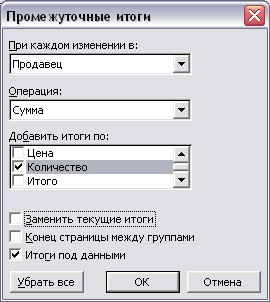 Промежуточные итоги
При каждом изменении в:
Продавец
Операция:
Сумма
Добавить итоги по:
Цена
Количество
Итого
Заменить текущие итоги
Конец страницы между группами
Итоги под данными
Убрать все
OK
Отмена